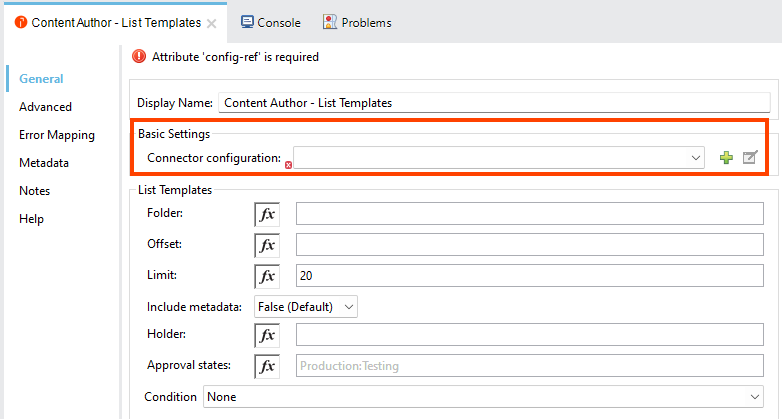 Content Author - List Templates
Console
Problems
Attribute 'config-ref' is required
General
Advanced
Error Mapping
Metadata
Notes
Help
Display Name: Content Author - List Templates
Basic Settings
Connector configuration:
List Templates
Folder: fx
Offset: fx
Limit: fx 20
Include metadata: False (Default)
Holder: fx
Approval states: fx Production:Testing
Condition None